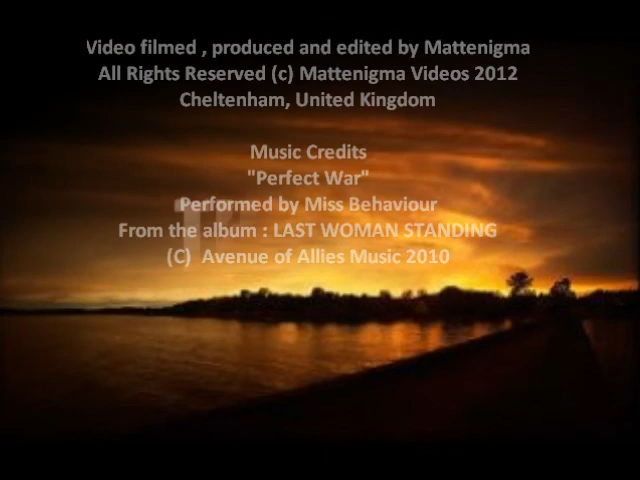 Video filmed , produced and edited by Mattenigma
All Rights Reserved (c) Mattenigma Videos 2012
Cheltenham, United Kingdom
Music Credits
"Perfect War"
Performed by Miss Behaviour
From the album : LAST WOMAN STANDING
(C) Avenue of Allies Music 2010